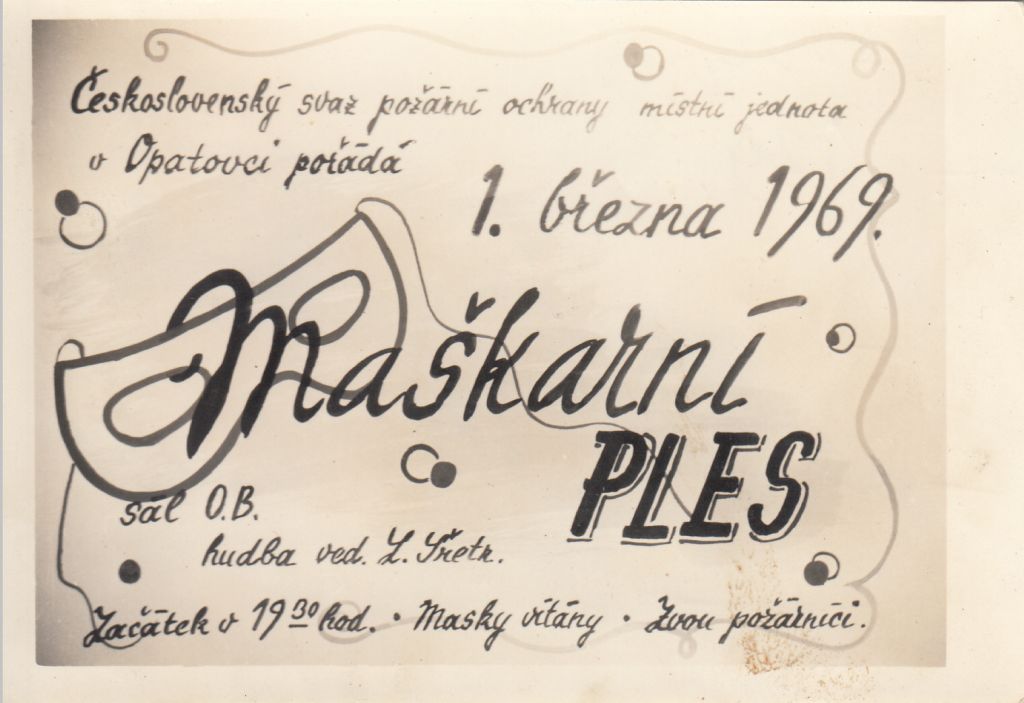 Československý svaz požární ochrany místní jednota
v Opatovci pořádá
1. března 1969.
Maškarní
PLES
sál O.B.
hudba ved. L.
Začátek v 19 30 hod. · Masky vítány · Zvou požárníci.